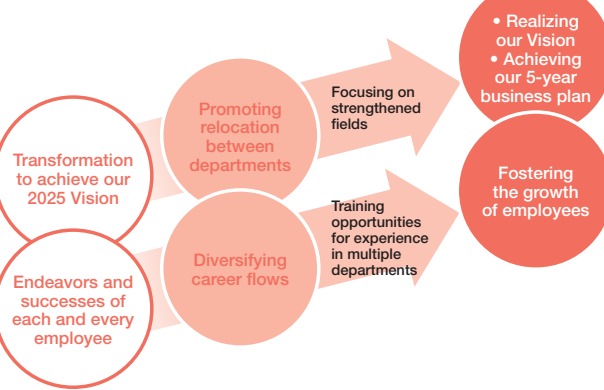 Transformation
to achieve our
2025 Vision
Endeavors and
successes of
each and every
employee
Promoting
relocation
between
departments
Diversifying
career flows
Focusing on
strengthened
fields
Training
opportunities
for experience
in multiple
departments
• Realizing
our Vision
• Achieving
our 5-year
business plan
Fostering
the growth
of employees